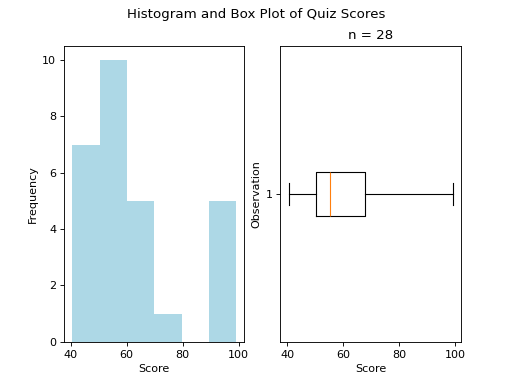 Histogram and Box Plot of Quiz Scores
n = 28
10
8
6
4
2
0
Frequency
40 60 80 100
Score
Observation
1
40 60 80 100
Score